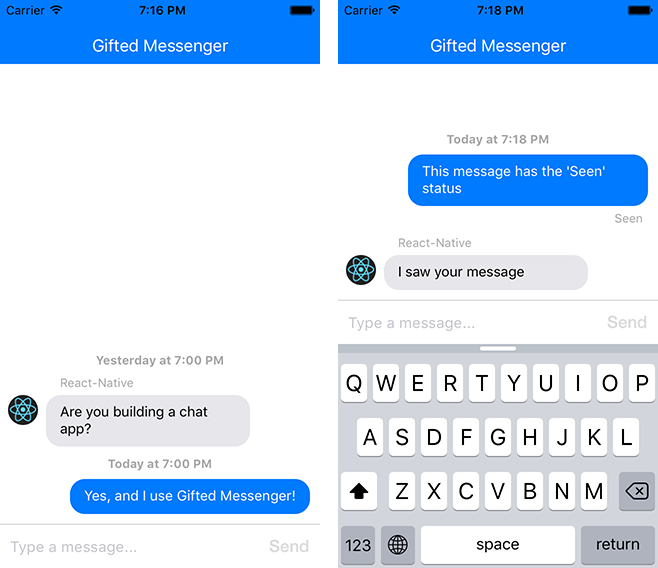 Carrier 7:16 PM
Gifted Messenger
Yesterday at 7:00 PM
React-Native
Are you building a chat
app?
Today at 7:00 PM
Yes, and I use Gifted Messenger!
Type a message...
Send
Carrier 7:18 PM
Gifted Messenger
Today at 7:18 PM
This message has the 'Seen'
status
Seen
React-Native
I saw your message
Type a message...
Send
Q W E R T Y U I O P
A S D F G H J K L
Z X C V B N M
123 space return